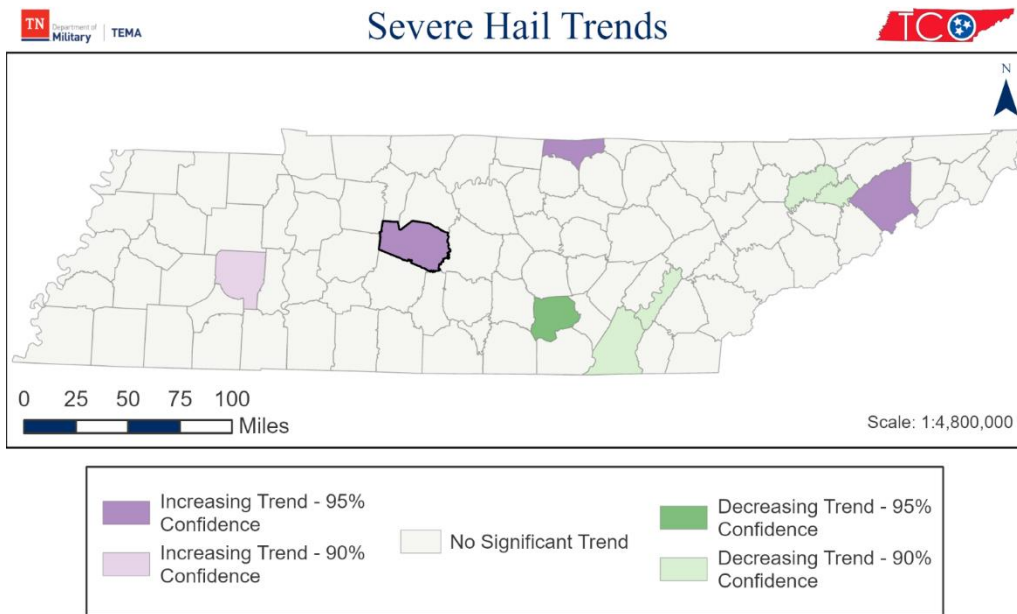 TN Department of Military TEMA
Severe Hail Trends
TCO
N
0 25 50 75 100
Miles
Scale: 1:4,800,000
Increasing Trend - 95%
Confidence
Increasing Trend - 90%
Confidence
No Significant Trend
Decreasing Trend - 95%
Confidence
Decreasing Trend - 90%
Confidence